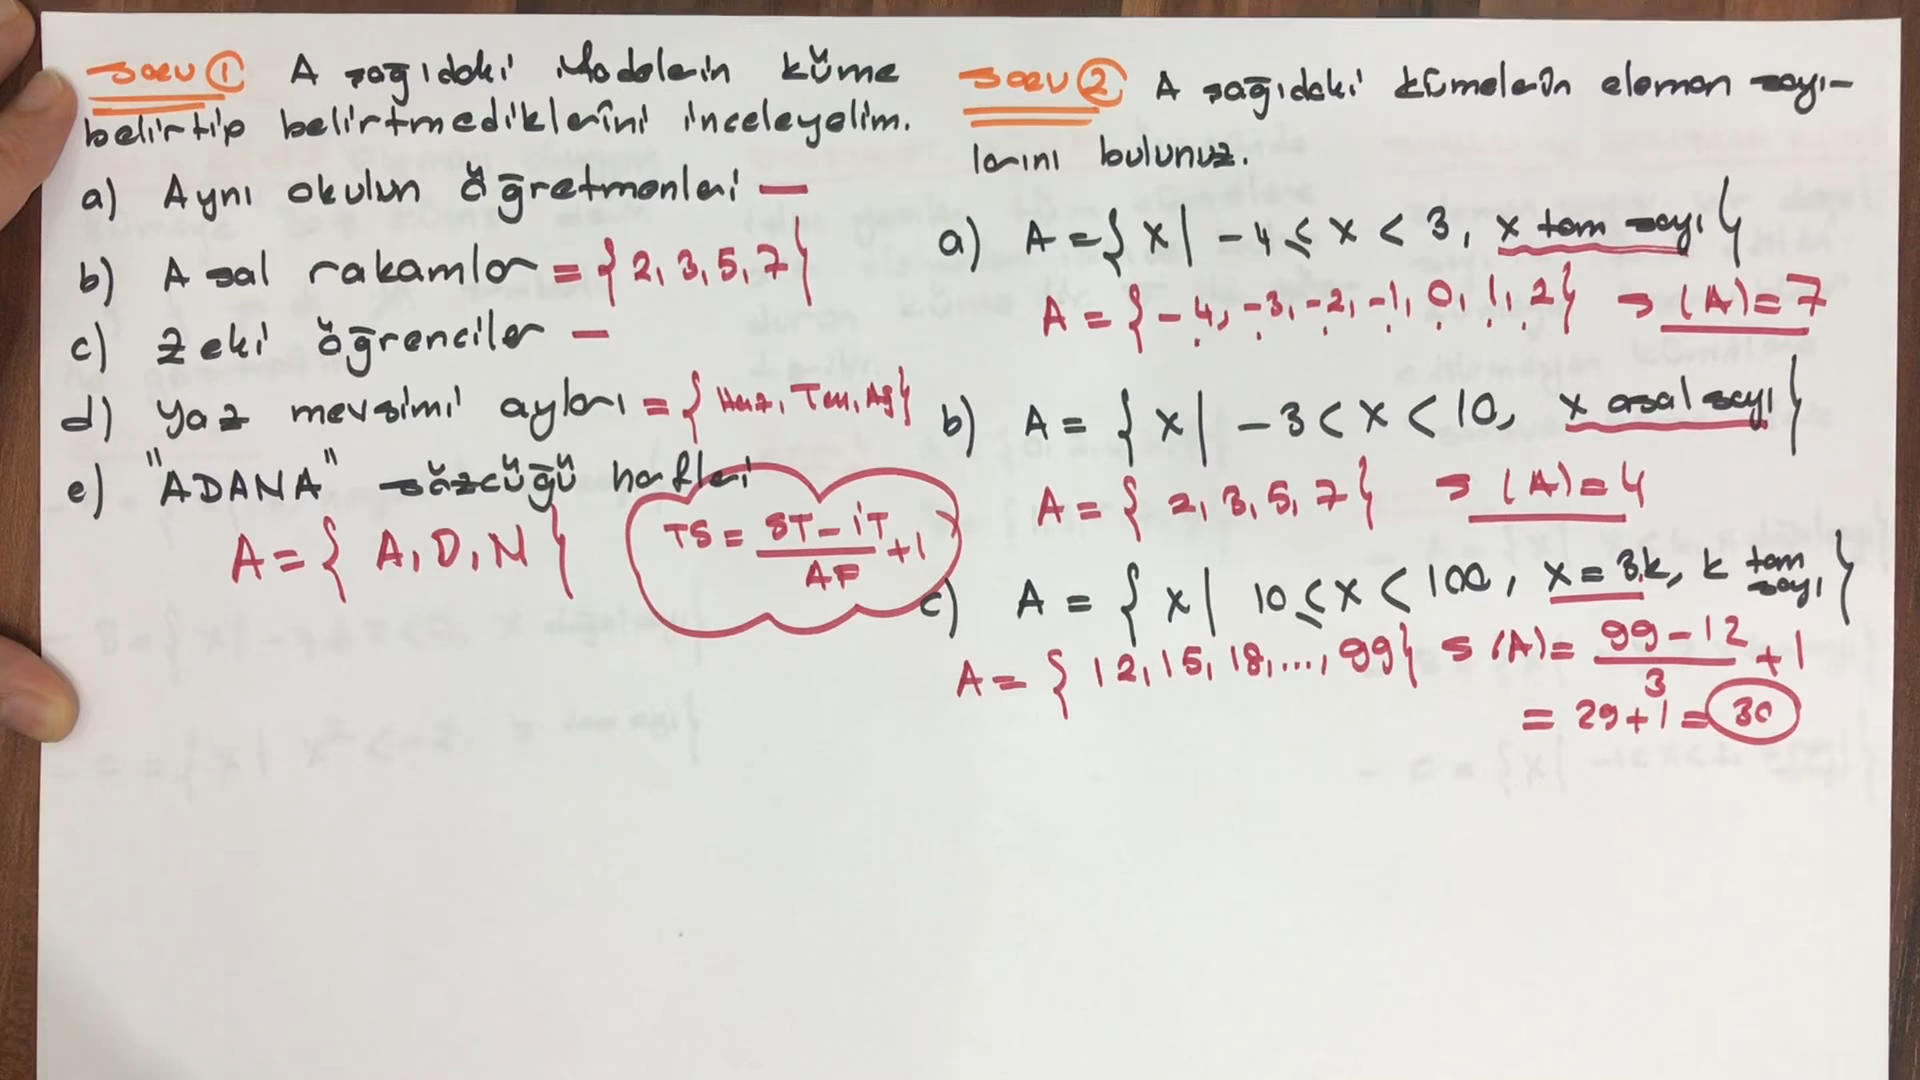 SORU 1 Aşağıdaki ifadelerin küme
belirtip belirtmediklerini inceleyelim.
a) Aynı okulun öğretmenleri —
b) Asal rakamlar = { 2, 3, 5, 7 }
c) Zeki öğrenciler —
d) Yaz mevsimi ayları = { Haz, Tem, Ağ }
e) "ADANA" sözcüğü harfleri
A = { A, D, N }
TS = (ST - İT)/AF + 1
SORU 2 Aşağıdaki kümelerin eleman sayı-
larını bulunuz.
a) A = { x | -4 ≤ x < 3, x tam sayı }
A = { -4, -3, -2, -1, 0, 1, 2 } s(A) = 7
b) A = { x | -3 < x < 10, x asal sayı }
A = { 2, 3, 5, 7 } s(A) = 4
c) A = { x | 10 ≤ x < 100, x = 3k, k tam sayı }
A = { 12, 15, 18, ..., 99 } s(A) = (99 - 12)/3 + 1
= 29 + 1 = 30